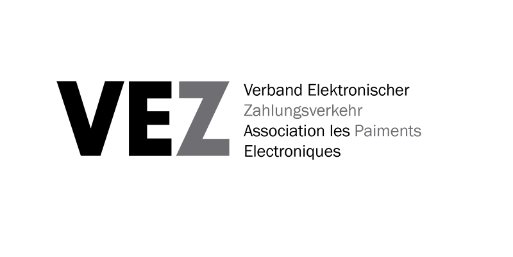 VEZ
Verband Elektronischer
Zahlungsverkehr
Association les Paiments
Electroniques